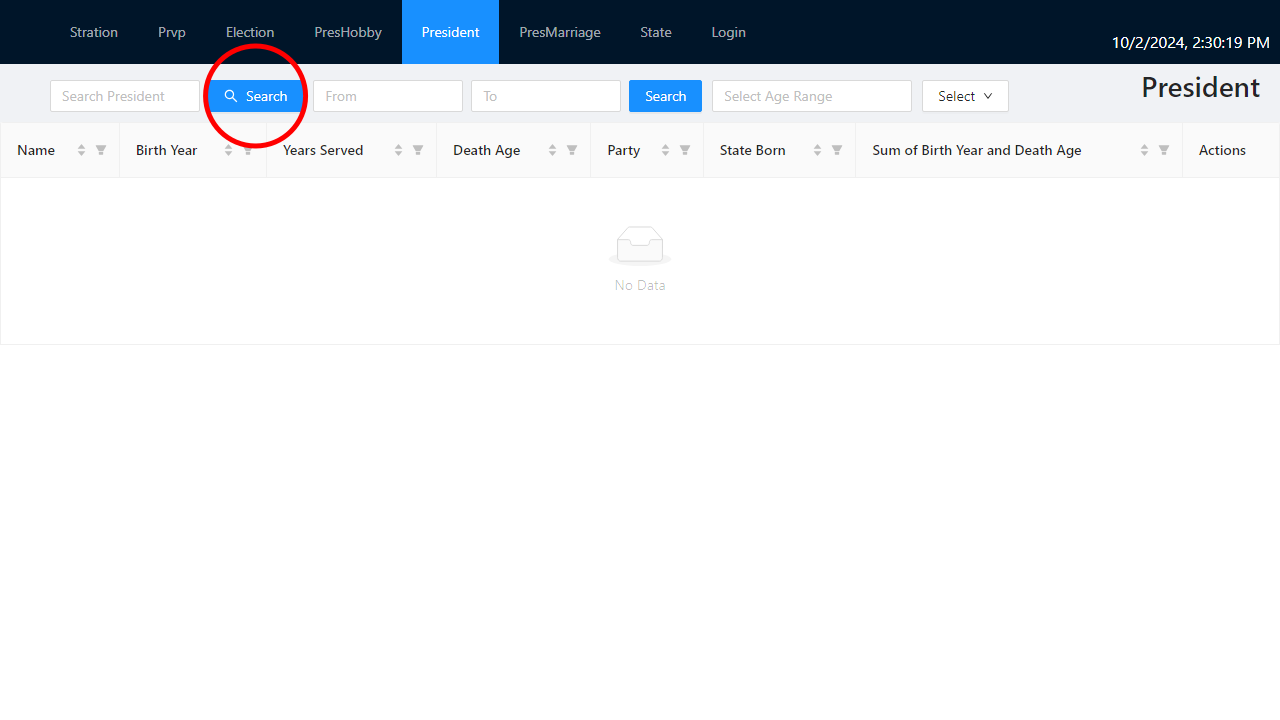 Stration Prvp Election PresHobby President PresMarriage State Login
10/2/2024, 2:30:19 PM
Search President Search From To Search Select Age Range Select President
Name Birth Year Years Served Death Age Party State Born Sum of Birth Year and Death Age Actions
No Data